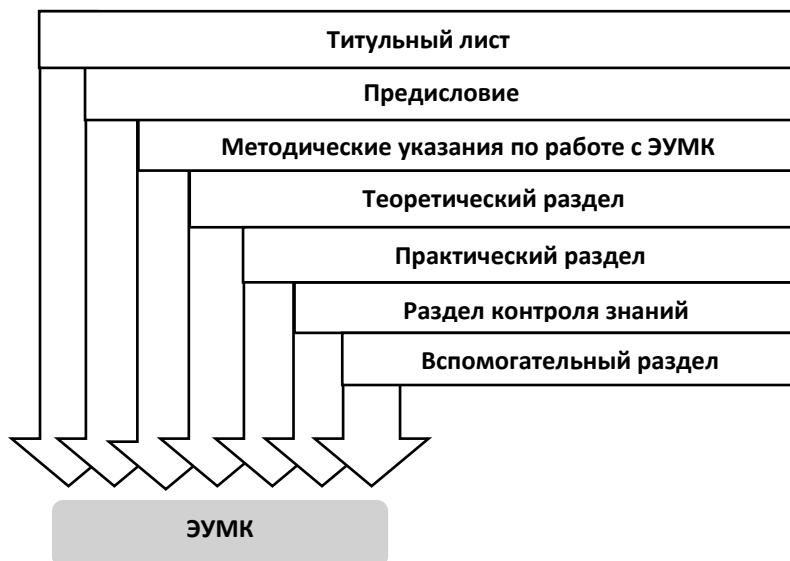 Титульный лист
Предисловие
Методические указания по работе с ЭУМК
Теоретический раздел
Практический раздел
Раздел контроля знаний
Вспомогательный раздел
ЭУМК